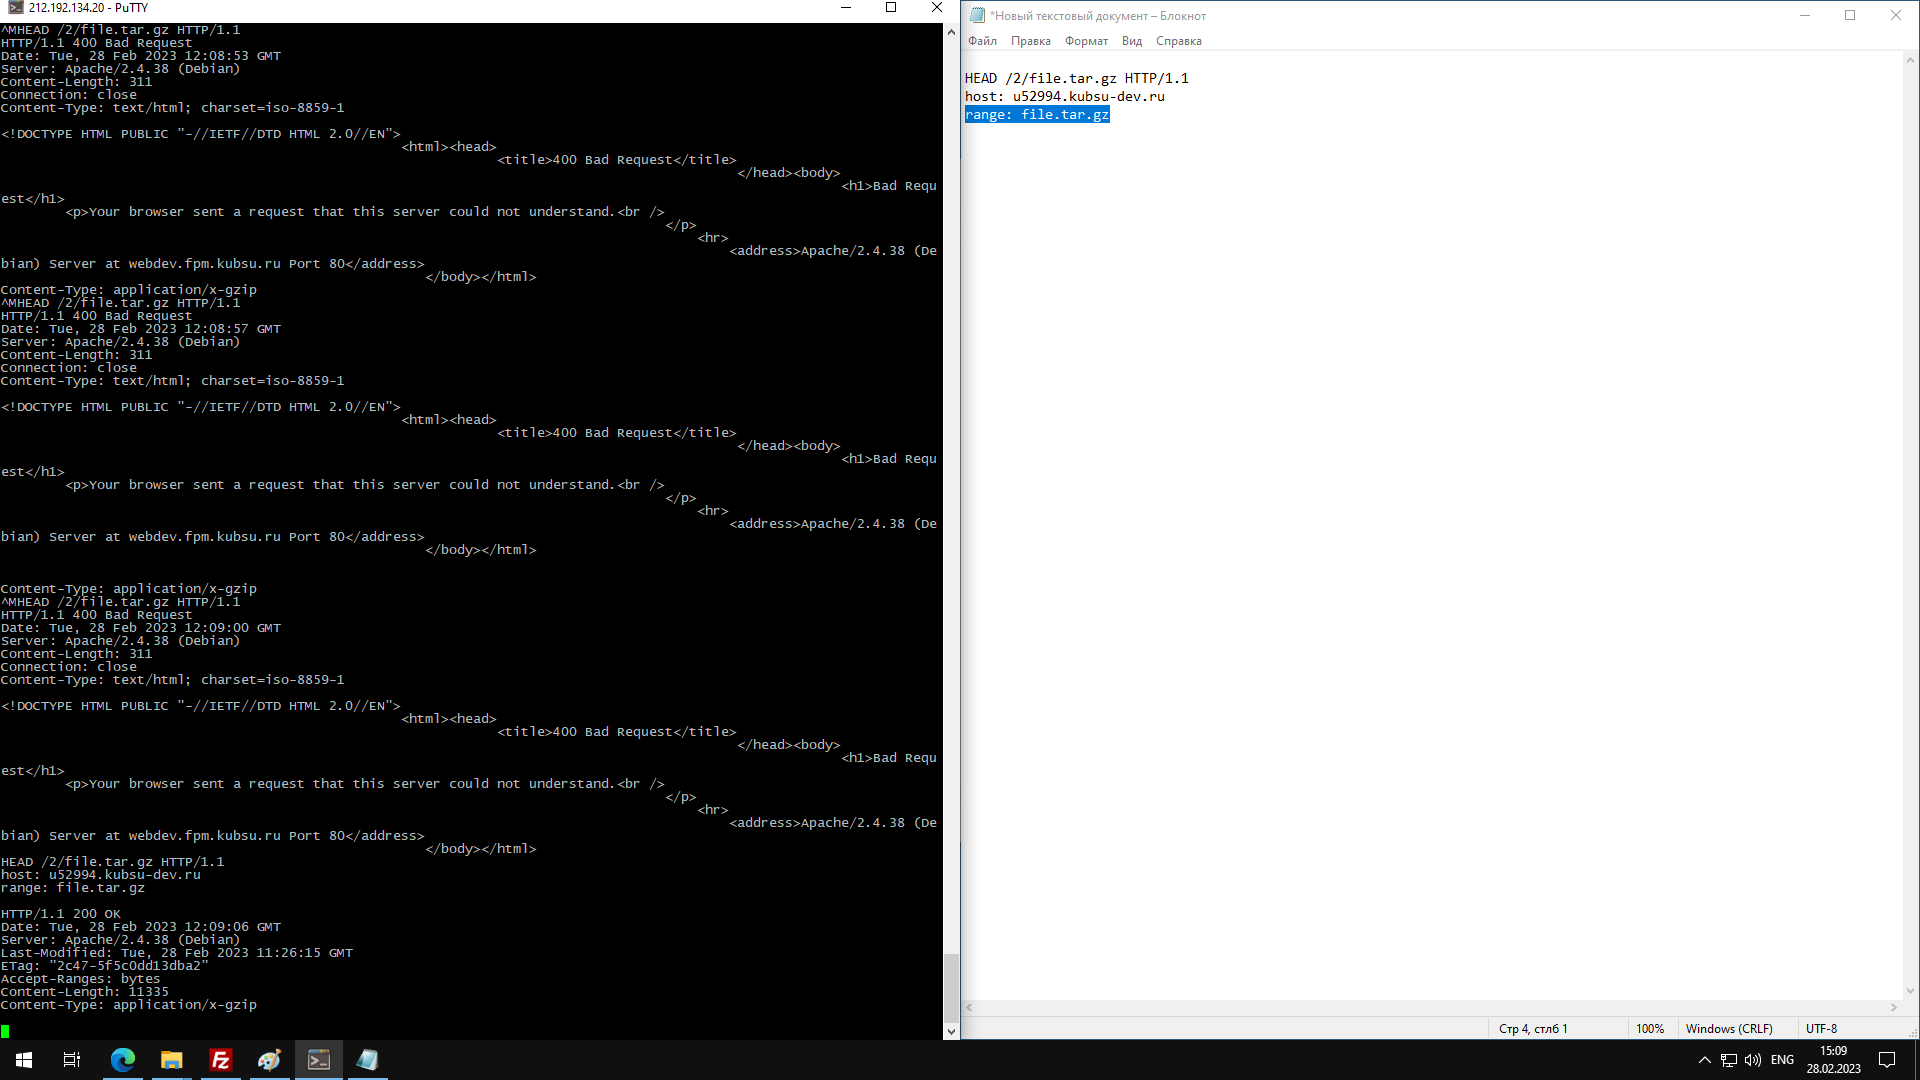 212.192.134.20 - PuTTY
^MHEAD /2/file.tar.gz HTTP/1.1
HTTP/1.1 400 Bad Request
Date: Tue, 28 Feb 2023 12:08:53 GMT
Server: Apache/2.4.38 (Debian)
Content-Length: 311
Connection: close
Content-Type: text/html; charset=iso-8859-1
<!DOCTYPE HTML PUBLIC "-//IETF//DTD HTML 2.0//EN">
<html><head>
<title>400 Bad Request</title>
</head><body>
<h1>Bad Requ
est</h1>
<p>Your browser sent a request that this server could not understand.<br />
</p>
<hr>
<address>Apache/2.4.38 (De
bian) Server at webdev.fpm.kubsu.ru Port 80</address>
</body></html>
Content-Type: application/x-gzip
^MHEAD /2/file.tar.gz HTTP/1.1
HTTP/1.1 400 Bad Request
Date: Tue, 28 Feb 2023 12:08:57 GMT
Server: Apache/2.4.38 (Debian)
Content-Length: 311
Connection: close
Content-Type: text/html; charset=iso-8859-1
<!DOCTYPE HTML PUBLIC "-//IETF//DTD HTML 2.0//EN">
<html><head>
<title>400 Bad Request</title>
</head><body>
<h1>Bad Requ
est</h1>
<p>Your browser sent a request that this server could not understand.<br />
</p>
<hr>
<address>Apache/2.4.38 (De
bian) Server at webdev.fpm.kubsu.ru Port 80</address>
</body></html>
Content-Type: application/x-gzip
^MHEAD /2/file.tar.gz HTTP/1.1
HTTP/1.1 400 Bad Request
Date: Tue, 28 Feb 2023 12:09:00 GMT
Server: Apache/2.4.38 (Debian)
Content-Length: 311
Connection: close
Content-Type: text/html; charset=iso-8859-1
<!DOCTYPE HTML PUBLIC "-//IETF//DTD HTML 2.0//EN">
<html><head>
<title>400 Bad Request</title>
</head><body>
<h1>Bad Requ
est</h1>
<p>Your browser sent a request that this server could not understand.<br />
</p>
<hr>
<address>Apache/2.4.38 (De
bian) Server at webdev.fpm.kubsu.ru Port 80</address>
</body></html>
HEAD /2/file.tar.gz HTTP/1.1
host: u52994.kubsu-dev.ru
range: file.tar.gz
HTTP/1.1 200 OK
Date: Tue, 28 Feb 2023 12:09:06 GMT
Server: Apache/2.4.38 (Debian)
Last-Modified: Tue, 28 Feb 2023 11:26:15 GMT
ETag: "2c47-5f5c0dd13dba2"
Accept-Ranges: bytes
Content-Length: 11335
Content-Type: application/x-gzip
*Новый текстовый документ – Блокнот
Файл Правка Формат Вид Справка
HEAD /2/file.tar.gz HTTP/1.1
host: u52994.kubsu-dev.ru
range: file.tar.gz
Стр 4, стлб 1 100% Windows (CRLF) UTF-8
Fz
ENG
15:09
28.02.2023